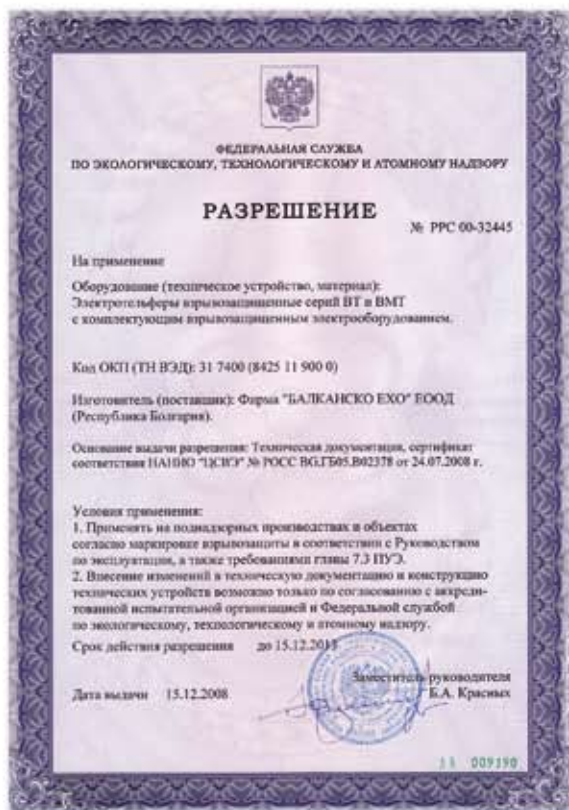 ФЕДЕРАЛЬНАЯ СЛУЖБА
ПО ЭКОЛОГИЧЕСКОМУ, ТЕХНОЛОГИЧЕСКОМУ И АТОМНОМУ НАДЗОРУ
РАЗРЕШЕНИЕ
№ РРС 00-32445
На применение
Оборудование (техническое устройство, материал):
Электротельферы взрывозащищенные серий ВТ и ВМТ
с комплектующим взрывозащищенным электрооборудованием.
Код ОКП (ТН ВЭД): 31 7400 (8425 11 900 0)
Изготовитель (поставщик): Фирма "БАЛКАНСКО ЕХО" ЕООД
(Республика Болгария).
Основание выдачи разрешения: Техническая документация, сертификат
соответствия НАНИО "ЦСВЭ" № РОСС BG.ГБ05.В02378 от 24.07.2008 г.
Условия применения:
1. Применять на поднадзорных производствах и объектах
согласно маркировке взрывозащиты в соответствии с Руководством
по эксплуатации, а также требованиями главы 7.3 ПУЭ.
2. Внесение изменений в техническую документацию и конструкцию
технических устройств возможно только по согласованию с аккреди-
тованной испытательной организацией и Федеральной службой
по экологическому, технологическому и атомному надзору.
Срок действия разрешения до 15.12.2013
Заместитель руководителя
Дата выдачи 15.12.2008 Б.А. Красных
009190